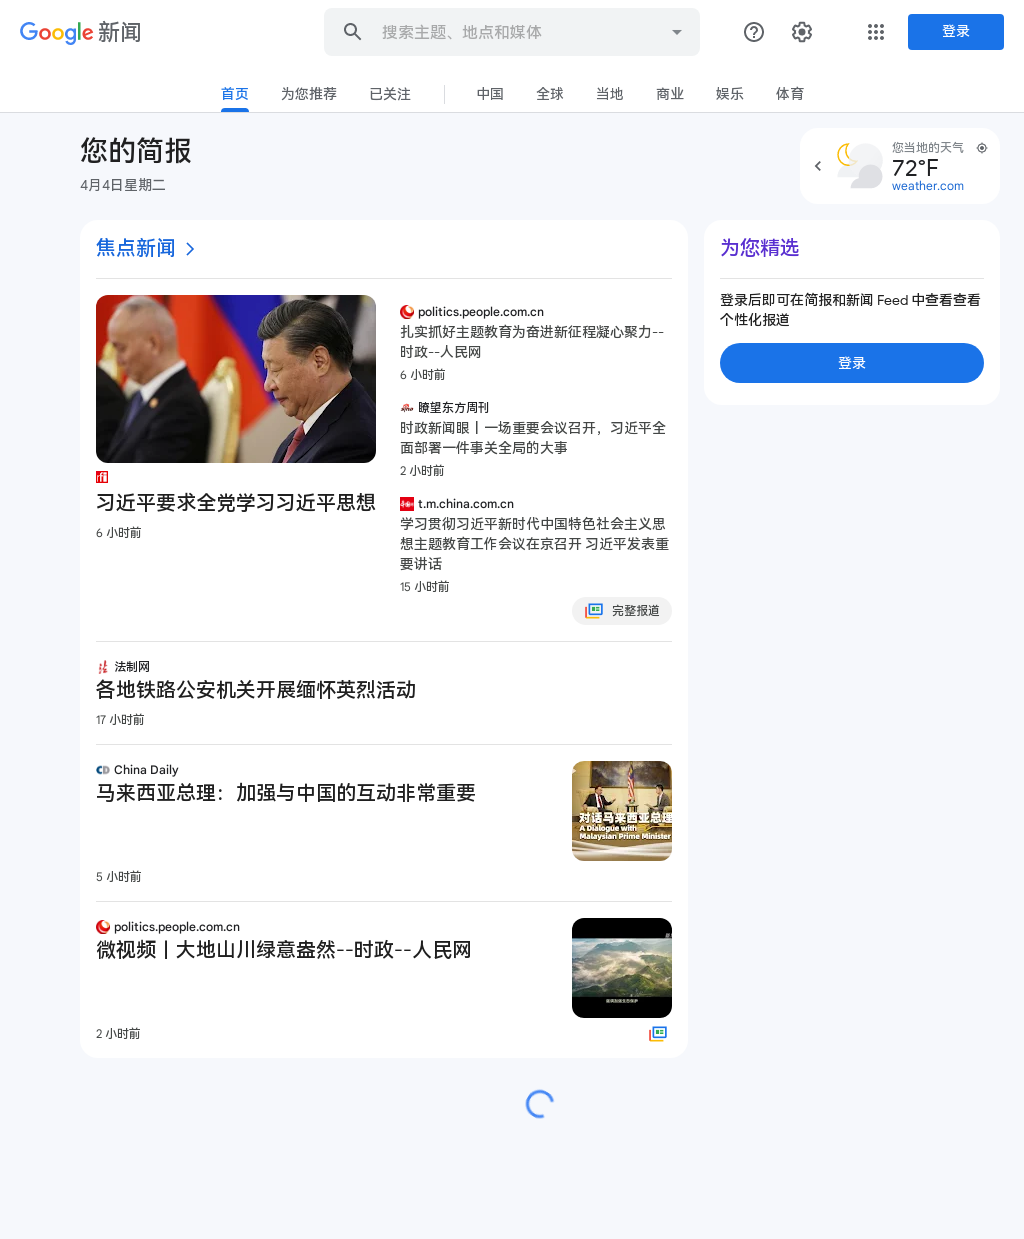 Google 新闻
搜索主题、地点和媒体
登录
首页
为您推荐
已关注
中国
全球
当地
商业
娱乐
体育
您的简报
4月4日星期二
您当地的天气
72°F
weather.com
焦点新闻
习近平要求全党学习习近平思想
6 小时前
politics.people.com.cn
扎实抓好主题教育为奋进新征程凝心聚力--
时政--人民网
6 小时前
瞭望东方周刊
时政新闻眼丨一场重要会议召开，习近平全
面部署一件事关全局的大事
2 小时前
t.m.china.com.cn
学习贯彻习近平新时代中国特色社会主义思
想主题教育工作会议在京召开 习近平发表重
要讲话
15 小时前
完整报道
法制网
各地铁路公安机关开展缅怀英烈活动
17 小时前
CD China Daily
马来西亚总理：加强与中国的互动非常重要
对话马来西亚总理
A Dialogue with
Malaysian Prime Minister
5 小时前
politics.people.com.cn
微视频丨大地山川绿意盎然--时政--人民网
2 小时前
为您精选
登录后即可在简报和新闻 Feed 中查看查看
个性化报道
登录